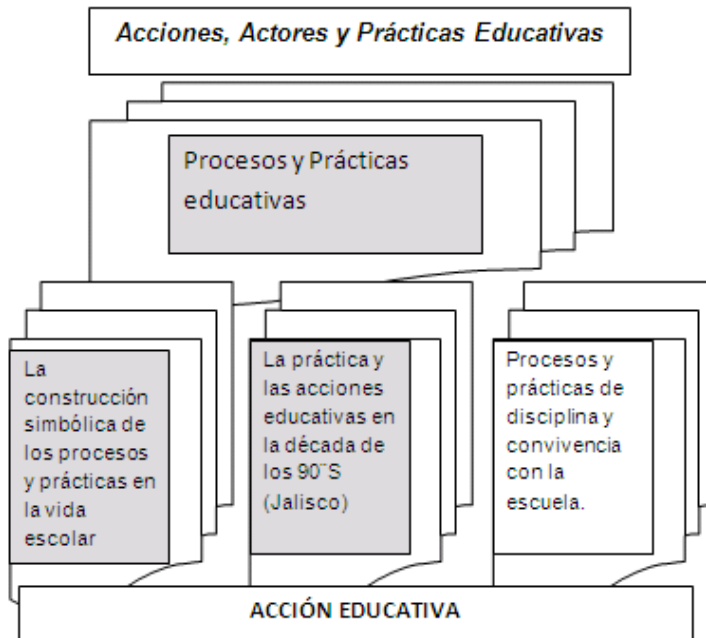 Acciones, Actores y Prácticas Educativas
Procesos y Prácticas
educativas
La
construcción
simbólica de
los procesos
y prácticas en
la vida
escolar
La práctica y
las acciones
educativas en
la década de
los 90¨S
(Jalisco)
Procesos y
prácticas de
disciplina y
convivencia
con la
escuela.
ACCIÓN EDUCATIVA